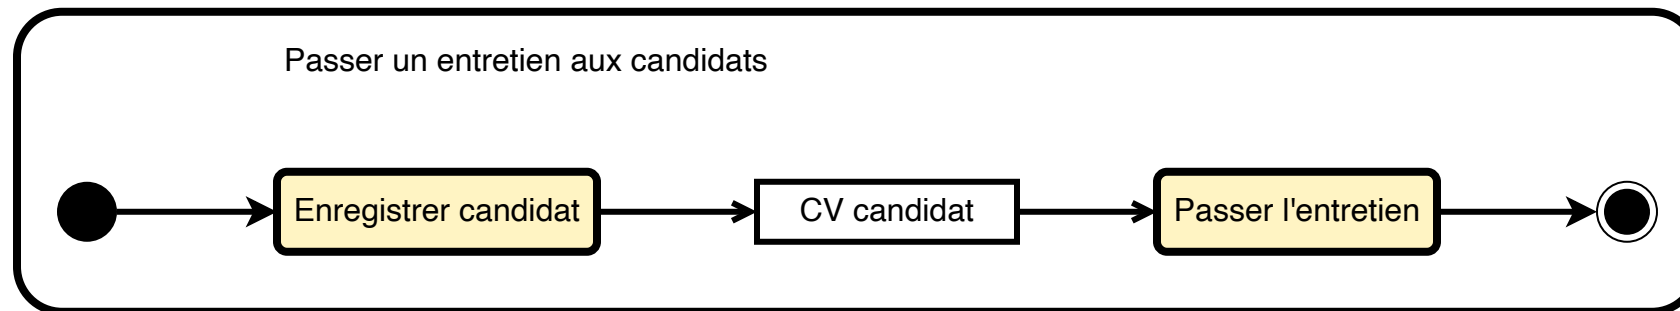 Passer un entretien aux candidats
Enregistrer candidat
CV candidat
Passer l'entretien